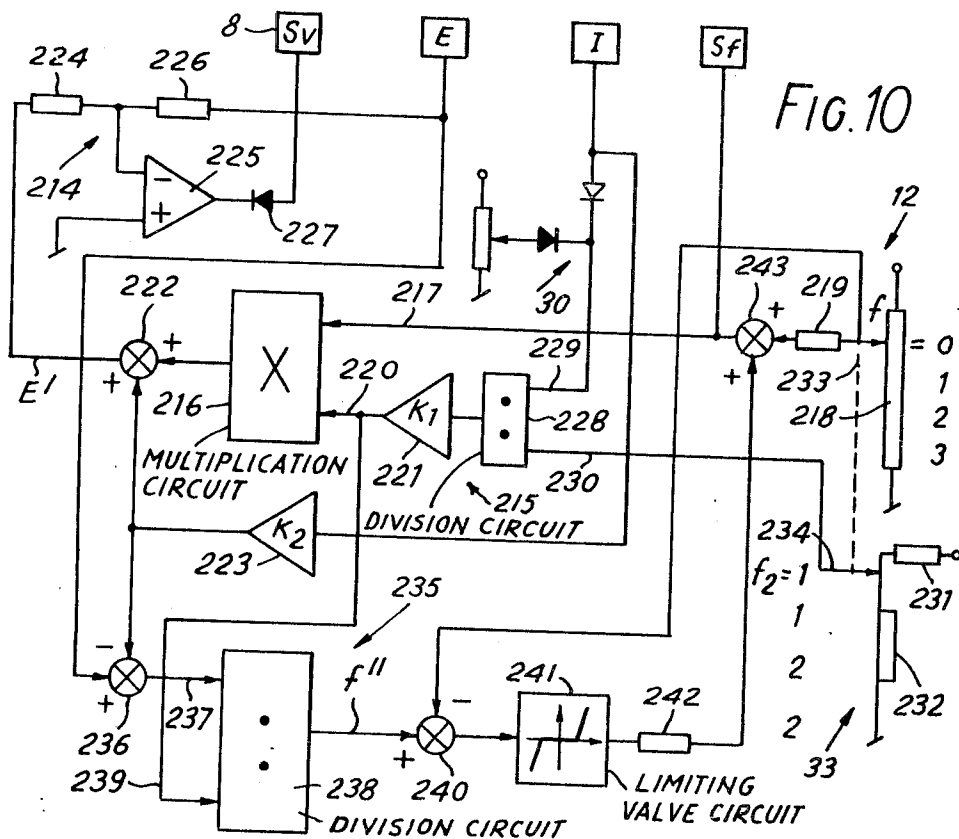 8
Sv
E
I
Sf
FIG. 10
224
226
225
214
227
30
12
222
217
243
219
f
= 0
1
2
3
229
233
218
E'
216
X
220
K1
221
228
230
215
MULTIPLICATION
CIRCUIT
DIVISION CIRCUIT
K2
223
234
f2=1
1
2
2
231
232
33
235
f''
236
237
238
239
240
241
242
DIVISION CIRCUIT
LIMITING
VALVE CIRCUIT
+
+
+
+
+
-
+
-
+
-
+